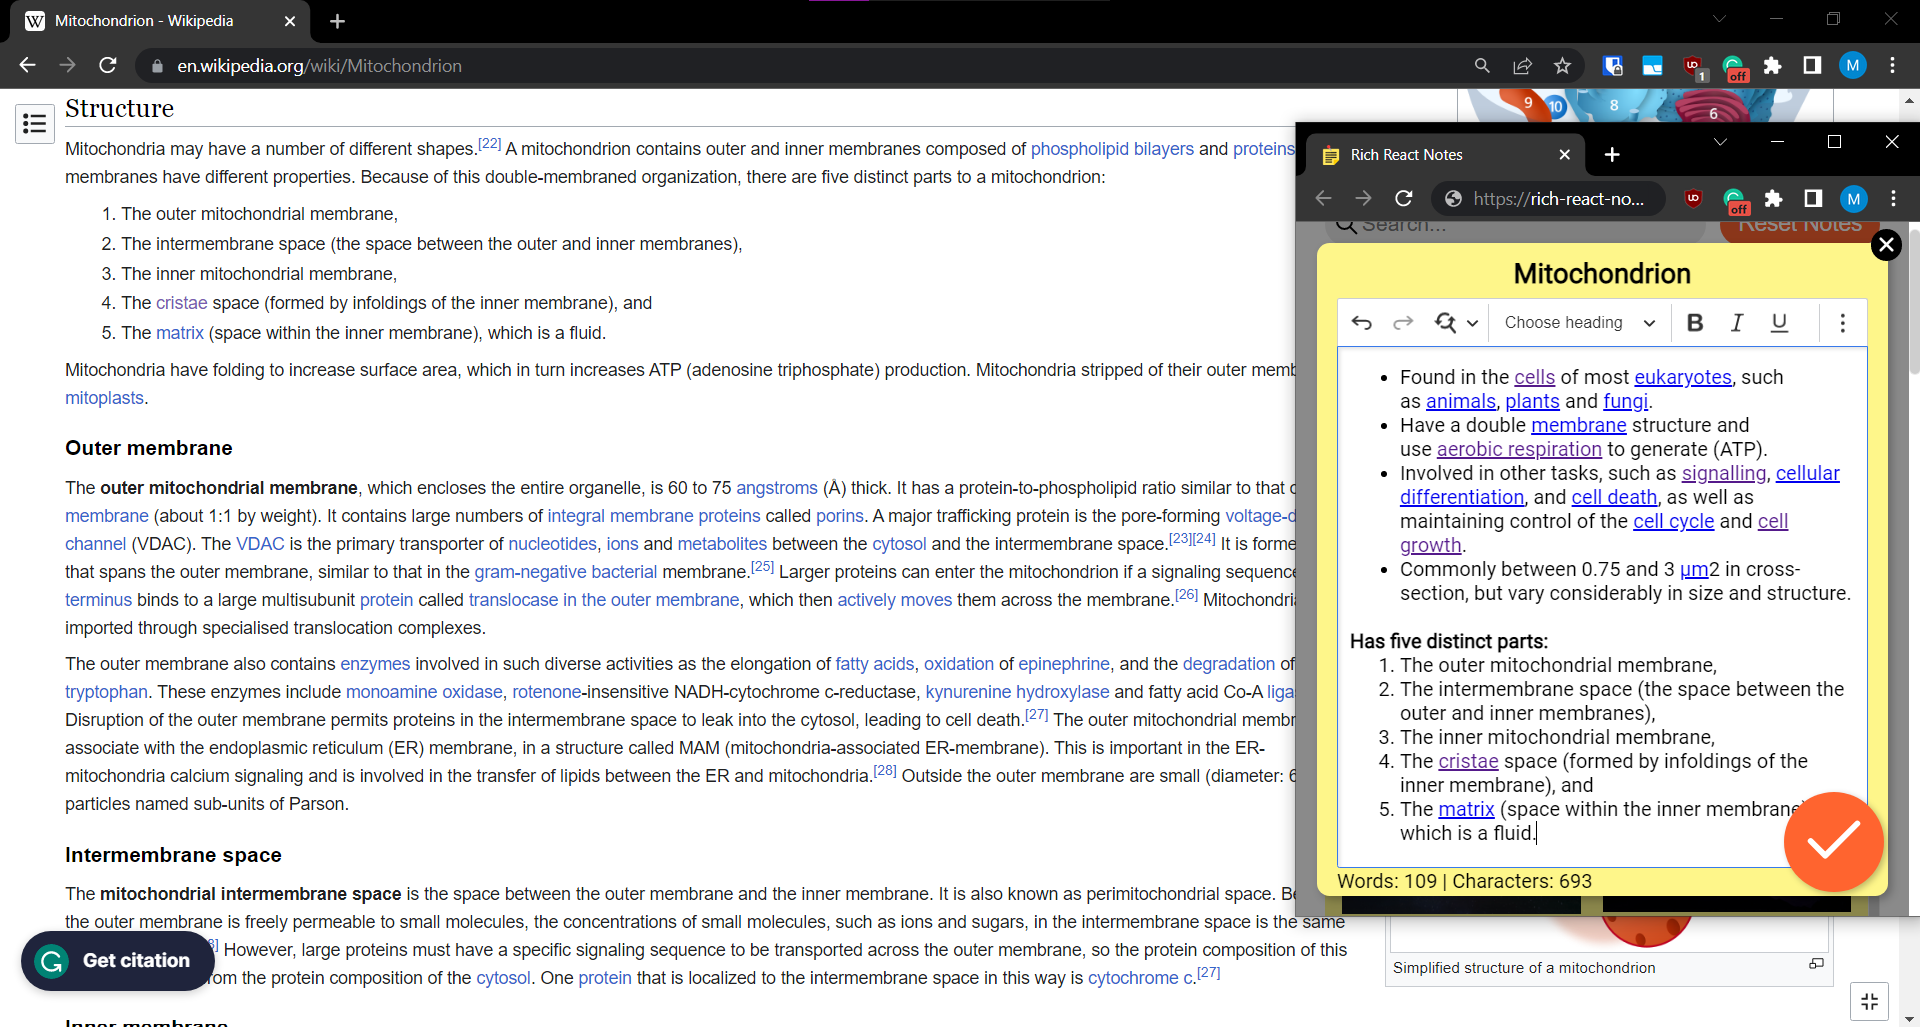 Mitochondrion - Wikipedia
en.wikipedia.org/wiki/Mitochondrion
1
off
M
Structure
9 10 8 6
Mitochondria may have a number of different shapes.[22] A mitochondrion contains outer and inner membranes composed of phospholipid bilayers and proteins
membranes have different properties. Because of this double-membraned organization, there are five distinct parts to a mitochondrion:
1. The outer mitochondrial membrane,
2. The intermembrane space (the space between the outer and inner membranes),
3. The inner mitochondrial membrane,
4. The cristae space (formed by infoldings of the inner membrane), and
5. The matrix (space within the inner membrane), which is a fluid.
Mitochondria have folding to increase surface area, which in turn increases ATP (adenosine triphosphate) production. Mitochondria stripped of their outer memb
mitoplasts.
Outer membrane
The outer mitochondrial membrane, which encloses the entire organelle, is 60 to 75 angstroms (Å) thick. It has a protein-to-phospholipid ratio similar to that
membrane (about 1:1 by weight). It contains large numbers of integral membrane proteins called porins. A major trafficking protein is the pore-forming voltage-d
channel (VDAC). The VDAC is the primary transporter of nucleotides, ions and metabolites between the cytosol and the intermembrane space.[23][24] It is forme
that spans the outer membrane, similar to that in the gram-negative bacterial membrane.[25] Larger proteins can enter the mitochondrion if a signaling sequence
terminus binds to a large multisubunit protein called translocase in the outer membrane, which then actively moves them across the membrane.[26] Mitochondri
imported through specialised translocation complexes.
The outer membrane also contains enzymes involved in such diverse activities as the elongation of fatty acids, oxidation of epinephrine, and the degradation of
tryptophan. These enzymes include monoamine oxidase, rotenone-insensitive NADH-cytochrome c-reductase, kynurenine hydroxylase and fatty acid Co-A liga
Disruption of the outer membrane permits proteins in the intermembrane space to leak into the cytosol, leading to cell death.[27] The outer mitochondrial membr
associate with the endoplasmic reticulum (ER) membrane, in a structure called MAM (mitochondria-associated ER-membrane). This is important in the ER-
mitochondria calcium signaling and is involved in the transfer of lipids between the ER and mitochondria.[28] Outside the outer membrane are small (diameter: 6
particles named sub-units of Parson.
Intermembrane space
The mitochondrial intermembrane space is the space between the outer membrane and the inner membrane. It is also known as perimitochondrial space. Be
the outer membrane is freely permeable to small molecules, the concentrations of small molecules, such as ions and sugars, in the intermembrane space is the same
However, large proteins must have a specific signaling sequence to be transported across the outer membrane, so the protein composition of this
from the protein composition of the cytosol. One protein that is localized to the intermembrane space in this way is cytochrome c.[27]
Inner membrane
Get citation
Simplified structure of a mitochondrion
Rich React Notes
https://rich-react-no...
off
M
Search...
Reset Notes
Mitochondrion
Choose heading B I U
• Found in the cells of most eukaryotes, such
as animals, plants and fungi.
• Have a double membrane structure and
use aerobic respiration to generate (ATP).
• Involved in other tasks, such as signalling, cellular
differentiation, and cell death, as well as
maintaining control of the cell cycle and cell
growth.
• Commonly between 0.75 and 3 μm2 in cross-
section, but vary considerably in size and structure.
Has five distinct parts:
1. The outer mitochondrial membrane,
2. The intermembrane space (the space between the
outer and inner membranes),
3. The inner mitochondrial membrane,
4. The cristae space (formed by infoldings of the
inner membrane), and
5. The matrix (space within the inner membrane
which is a fluid.
Words: 109 | Characters: 693